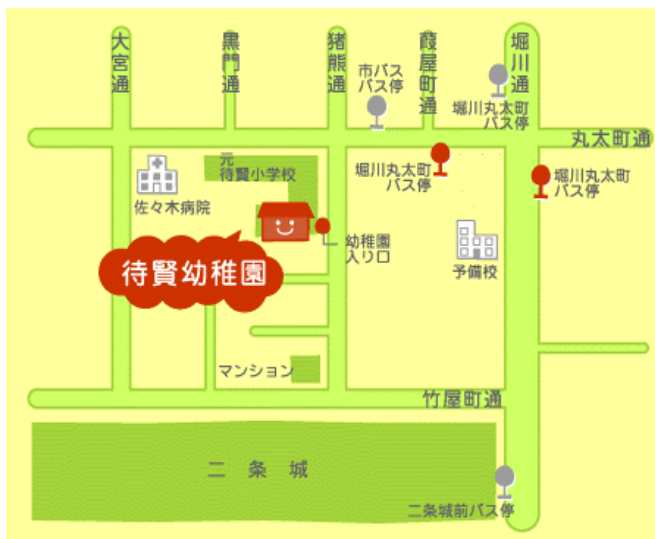 大宮通
黒門通
猪熊通
葭屋町通
堀川通
市バス
バス停
堀川丸太町
バス停
丸太町通
元
待賢小学校
堀川丸太町
バス停
堀川丸太町
バス停
佐々木病院
幼稚園
入り口
予備校
待賢幼稚園
マンション
竹屋町通
二条城
二条城前バス停